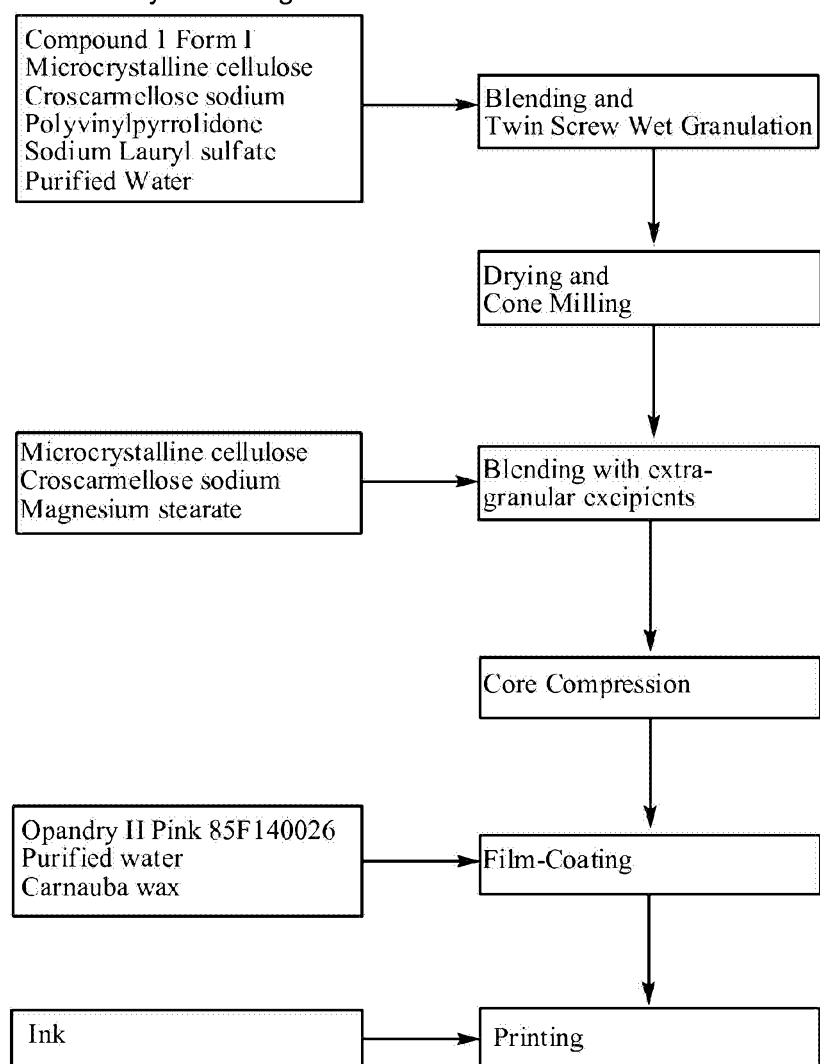 Compound 1 Form I
Microcrystalline cellulose
Croscarmellose sodium
Polyvinylpyrrolidone
Sodium Lauryl sulfate
Purified Water
Blending and
Twin Screw Wet Granulation
Drying and
Cone Milling
Microcrystalline cellulose
Croscarmellose sodium
Magnesium stearate
Blending with extra-
granular excipients
Core Compression
Opandry II Pink 85F140026
Purified water
Carnauba wax
Film-Coating
Ink
Printing